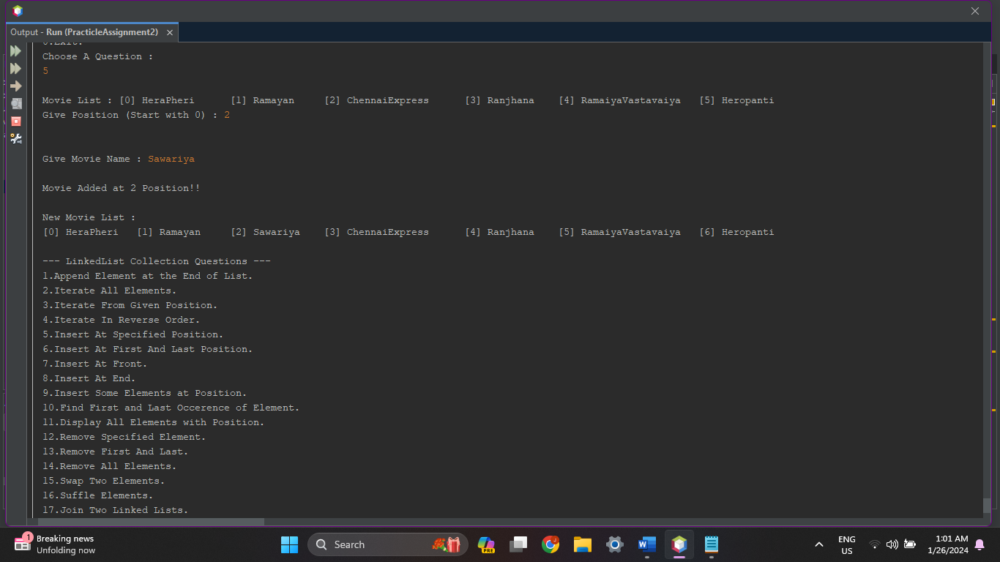 Output - Run (PracticleAssignment2)
0.Exit.
Choose A Question :
5
Movie List : [0] HeraPheri [1] Ramayan [2] ChennaiExpress [3] Ranjhana [4] RamaiyaVastavaiya [5] Heropanti
Give Position (Start with 0) : 2
Give Movie Name : Sawariya
Movie Added at 2 Position!!
New Movie List :
[0] HeraPheri [1] Ramayan [2] Sawariya [3] ChennaiExpress [4] Ranjhana [5] RamaiyaVastavaiya [6] Heropanti
--- LinkedList Collection Questions ---
1.Append Element at the End of List.
2.Iterate All Elements.
3.Iterate From Given Position.
4.Iterate In Reverse Order.
5.Insert At Specified Position.
6.Insert At First And Last Position.
7.Insert At Front.
8.Insert At End.
9.Insert Some Elements at Position.
10.Find First and Last Occerence of Element.
11.Display All Elements with Position.
12.Remove Specified Element.
13.Remove First And Last.
14.Remove All Elements.
15.Swap Two Elements.
16.Suffle Elements.
17.Join Two Linked Lists.
1
Breaking news
Unfolding now
Search
PRE
ENG
US
1:01 AM
1/26/2024